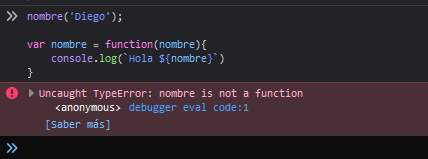 nombre('Diego');
var nombre = function(nombre){
console.log(`Hola ${nombre}`)
}
Uncaught TypeError: nombre is not a function
<anonymous> debugger eval code:1
[Saber más]